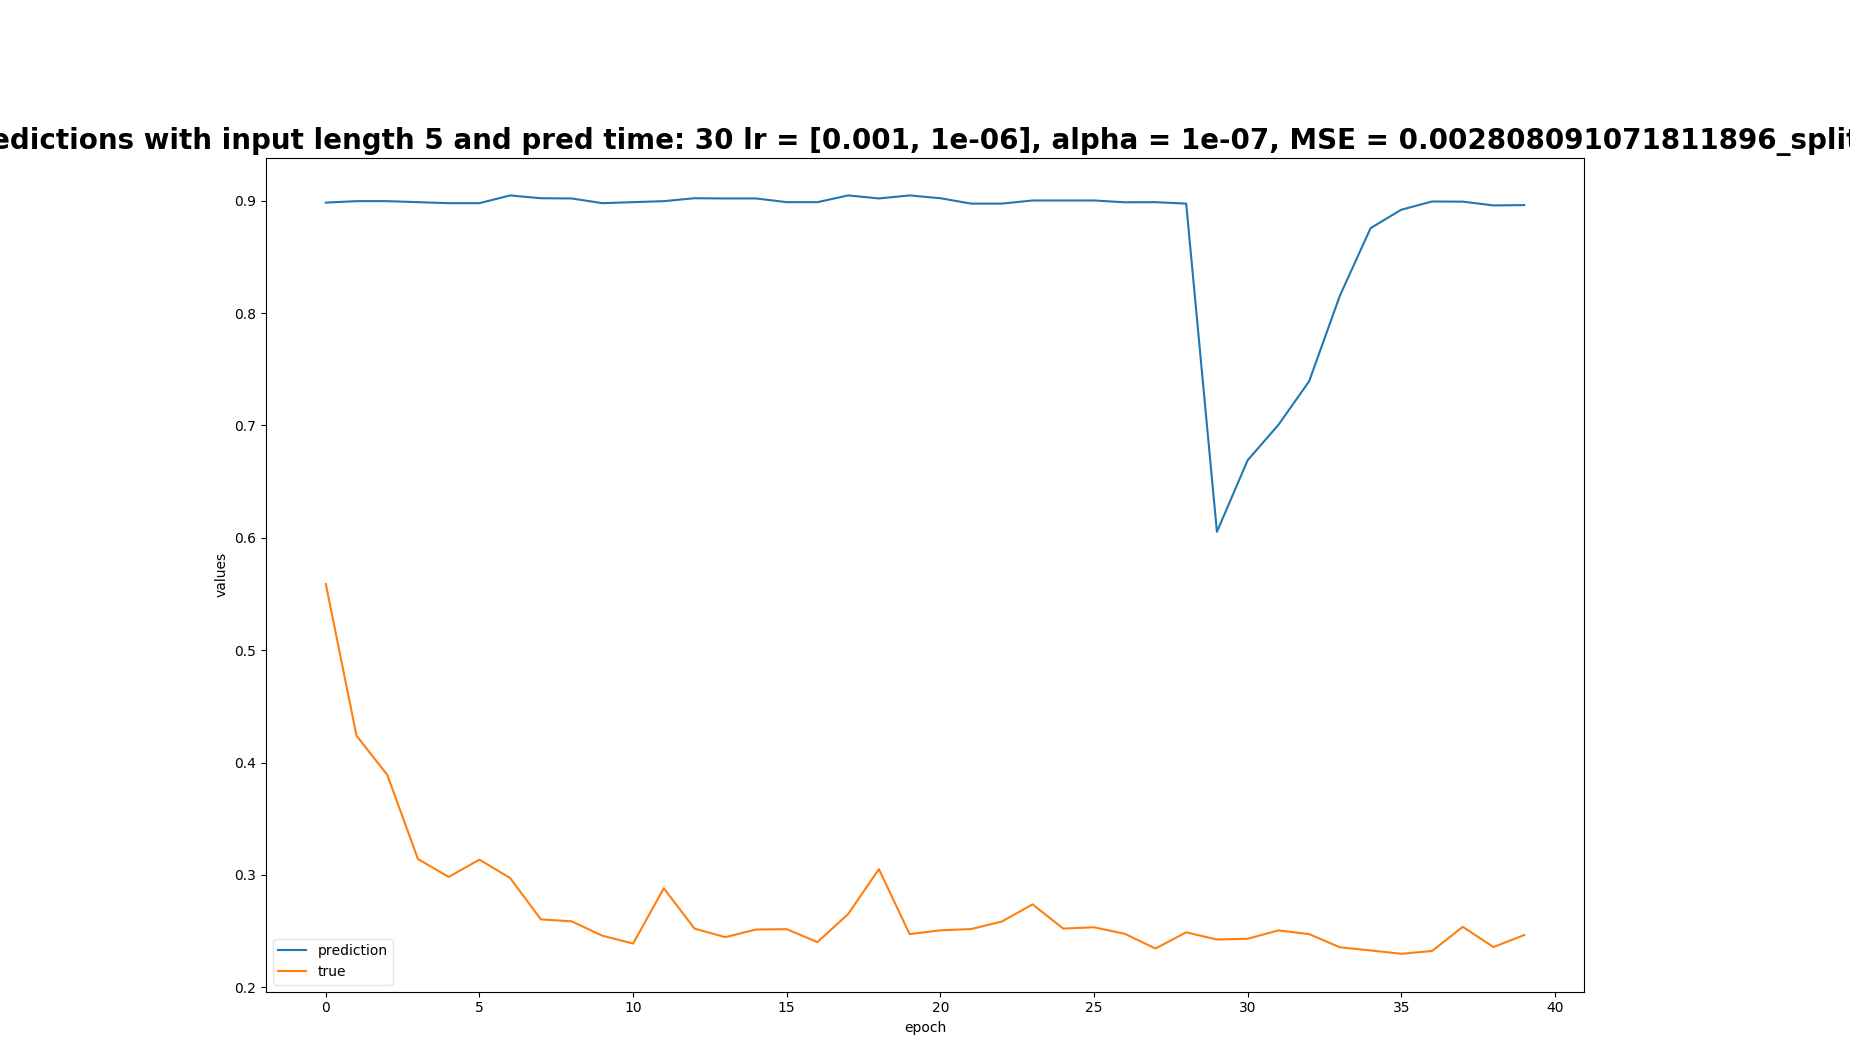 edictions with input length 5 and pred time: 30 lr = [0.001, 1e-06], alpha = 1e-07, MSE = 0.002808091071811896_split
0.9
0.8
0.7
0.6
0.5
0.4
0.3
0.2
values
prediction
true
0 5 10 15 20 25 30 35 40
epoch